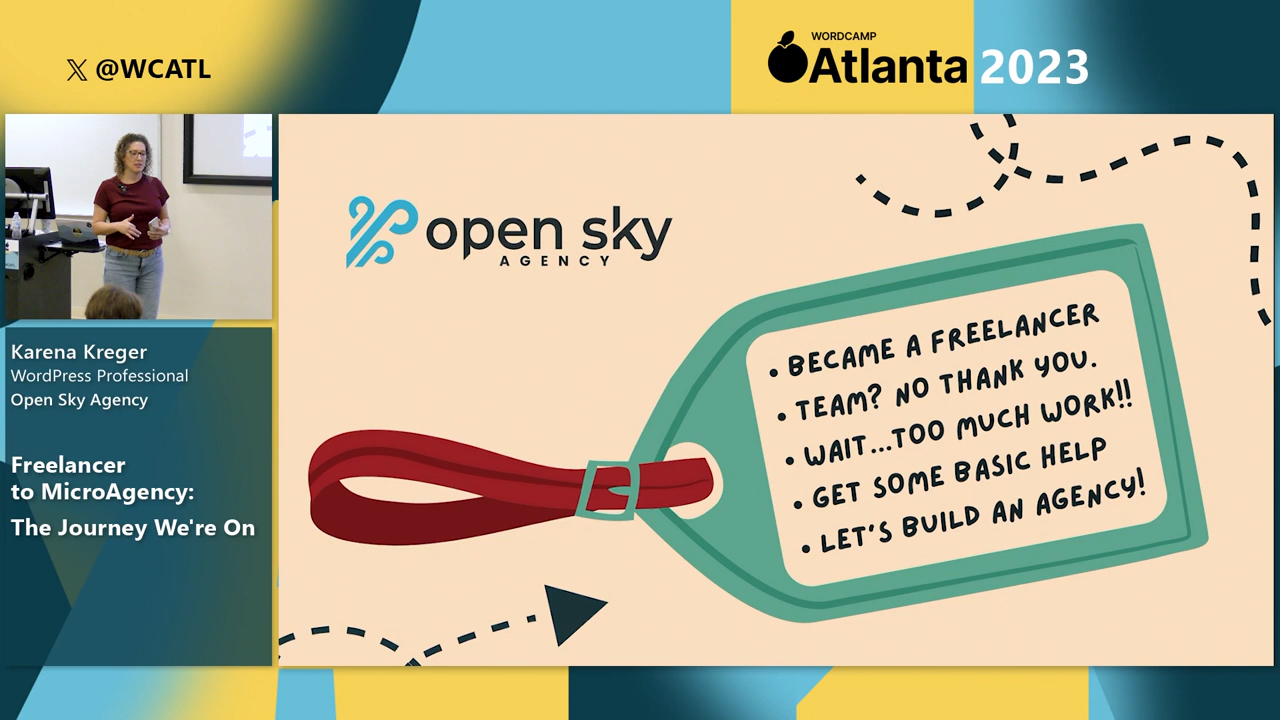 𝕏 @WCATL
WORDCAMP
Atlanta 2023
Karena Kreger
WordPress Professional
Open Sky Agency
Freelancer
to MicroAgency:
The Journey We're On
open sky
AGENCY
• BECAME A FREELANCER
• TEAM? NO THANK YOU.
• WAIT...TOO MUCH WORK!!
• GET SOME BASIC HELP
• LET'S BUILD AN AGENCY!